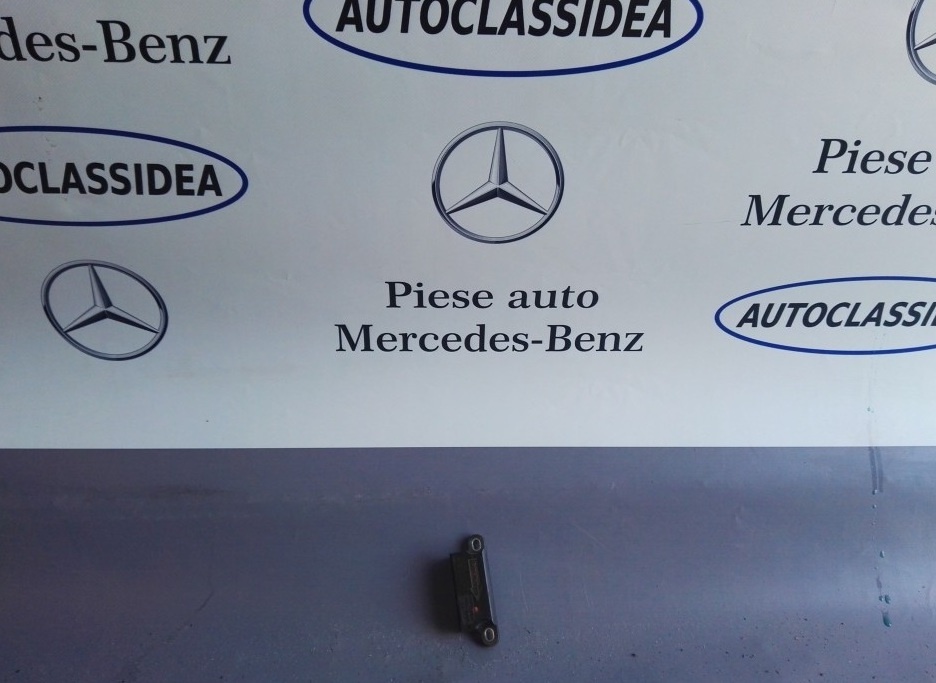 AUTOCLASSIDEA
des-Benz
OCLASSIDEA
Piese
Mercedes
Piese auto
Mercedes-Benz
AUTOCLASSI